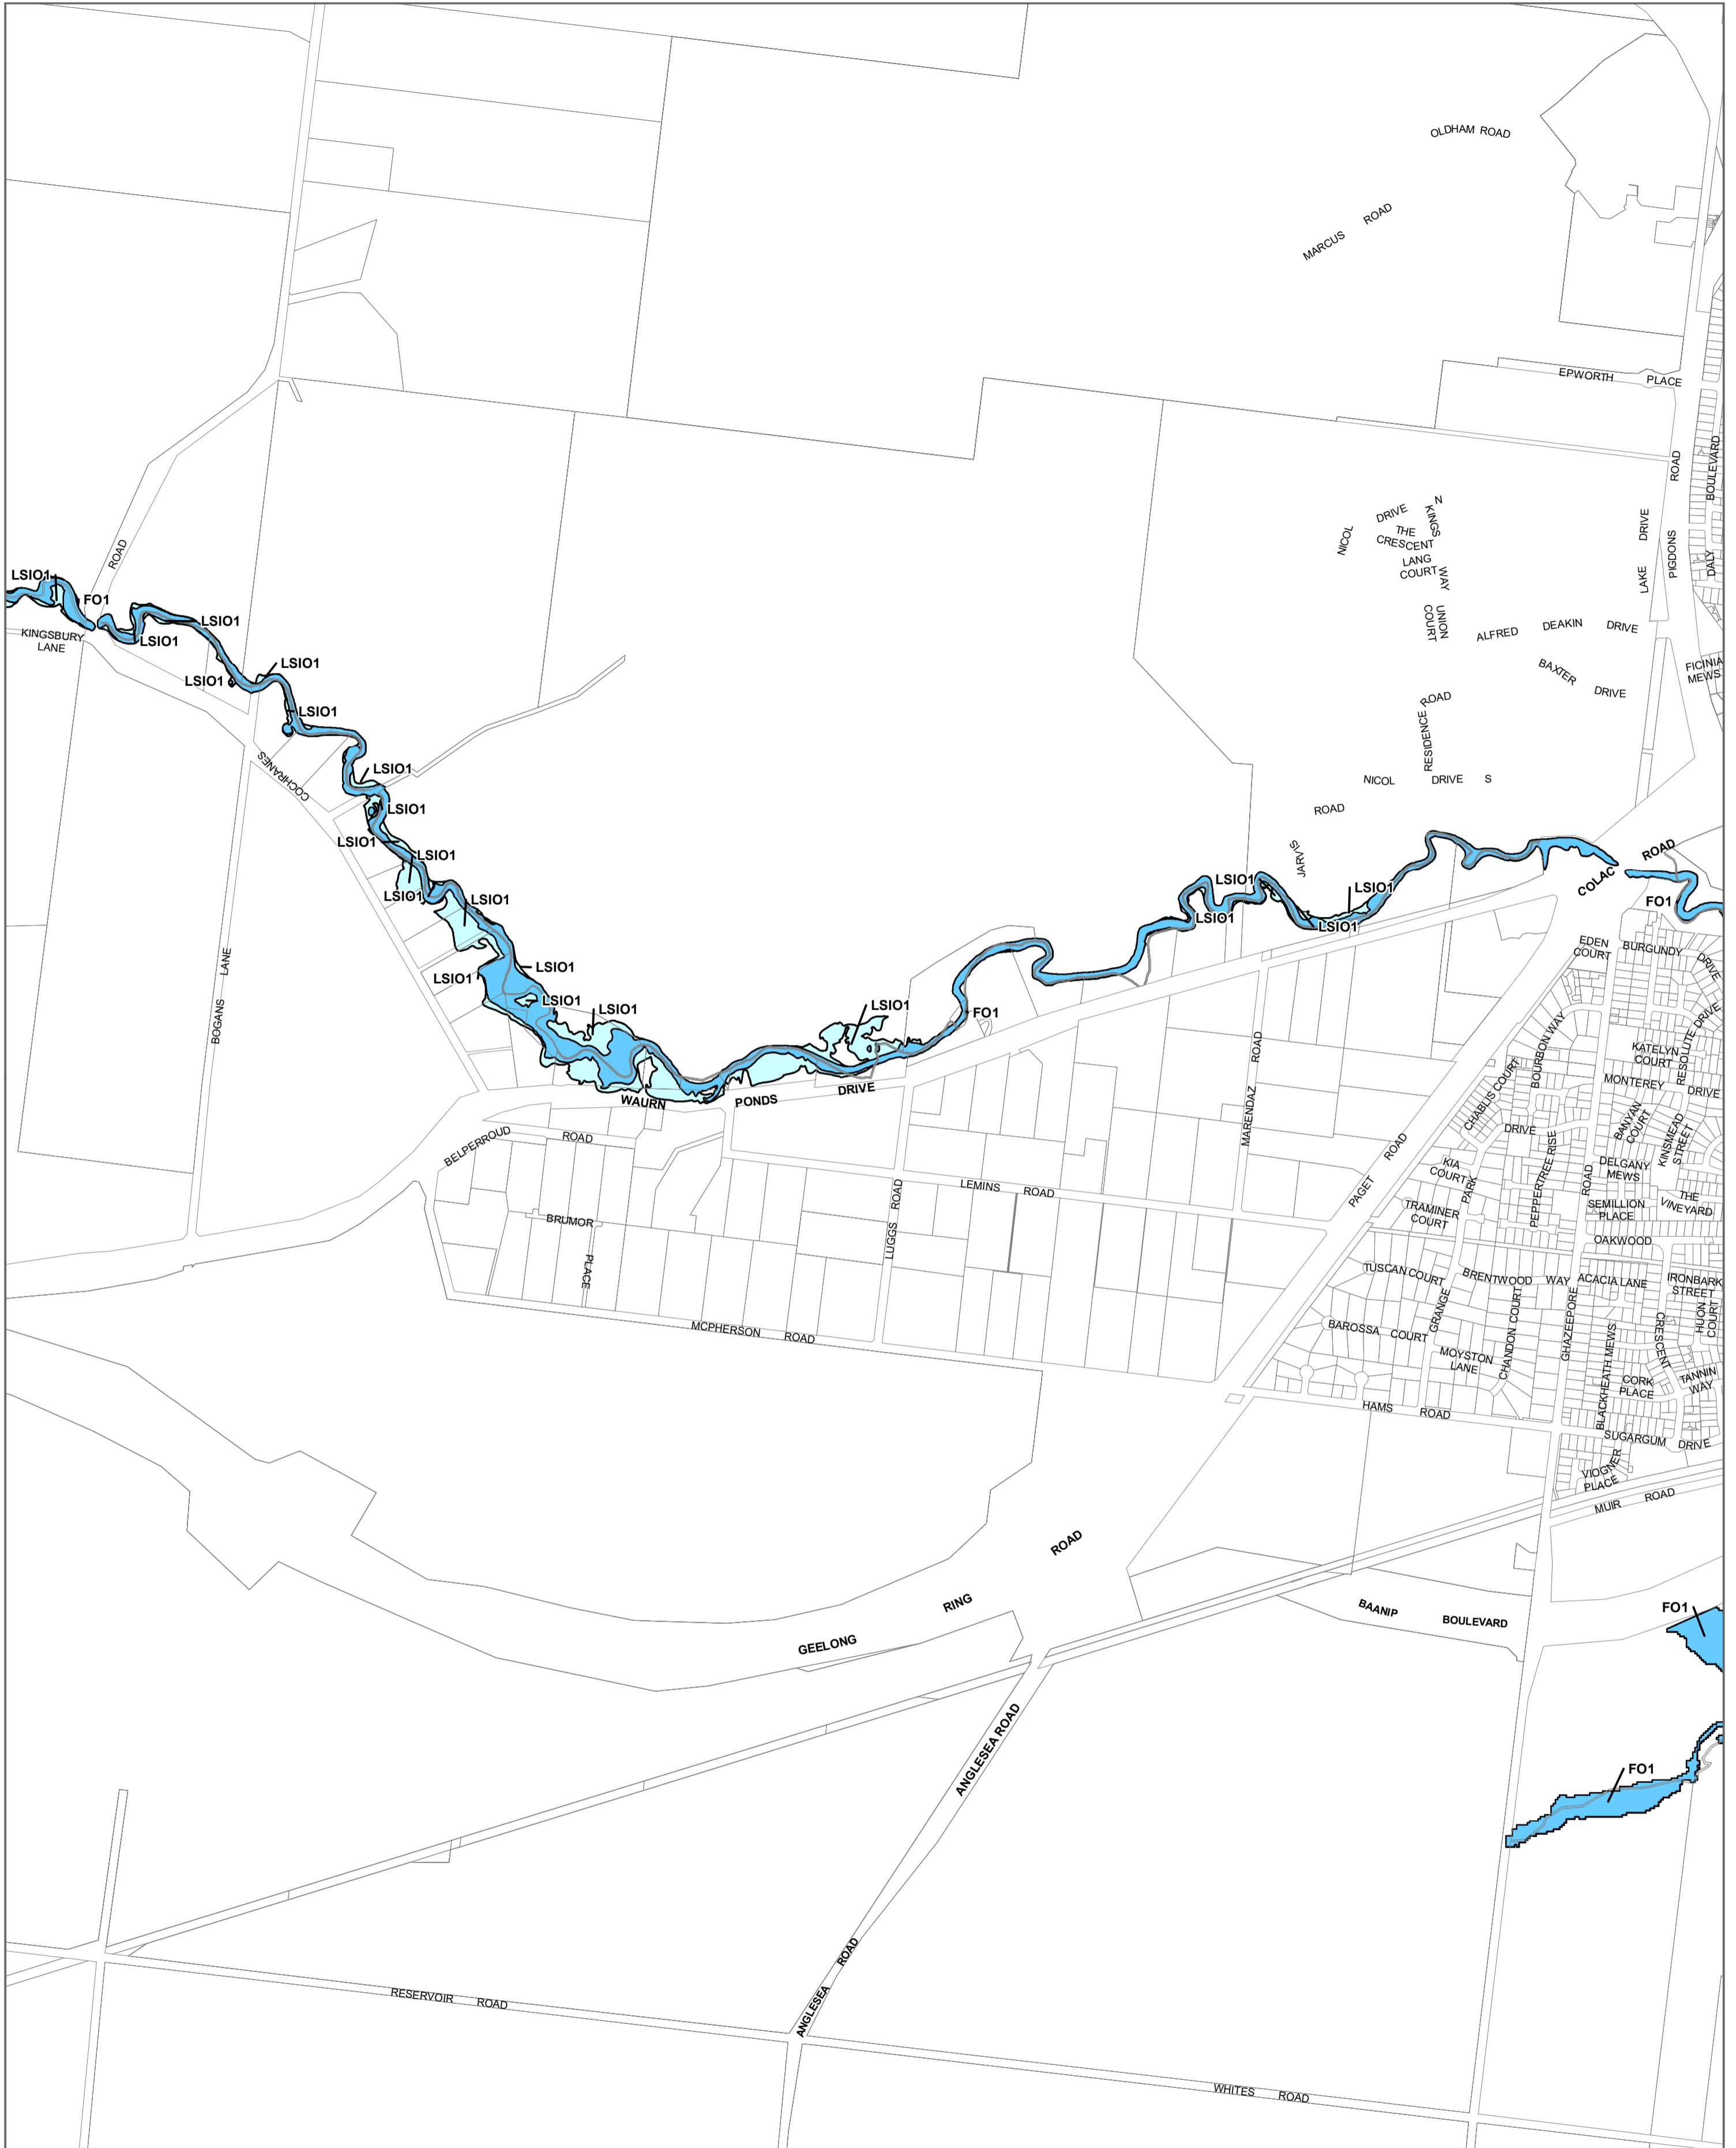 OLDHAM ROAD
MARCUS ROAD
EPWORTH PLACE
ROAD
BOULEVARD
DALY
PIGDONS
LAKE DRIVE
NICOL
DRIVE
N
KINGS
THE
CRESCENT
LANG
COURT
WAY
UNION
COURT
ALFRED DEAKIN DRIVE
BAXTER DRIVE
FICINIA
MEWS
ROAD
RESIDENCE
NICOL DRIVE S
ROAD
JARVIS
ROAD
LSIO1
FO1
KINGSBURY
LANE
LSIO1
LSIO1
LSIO1
LSIO1
LSIO1
COCHRANES
LSIO1
LSIO1
LSIO1
LSIO1
LSIO1
LSIO1
LSIO1
LSIO1
LSIO1
LSIO1
LSIO1
FO1
LSIO1
LSIO1
LSIO1
LSIO1
COLAC ROAD
FO1
BOGANS LANE
WAURN PONDS DRIVE
BELPERROUD ROAD
BRUMOR
PLACE
LUGGS ROAD
LEMINS ROAD
MARENDAZ ROAD
PAGET ROAD
MCPHERSON ROAD
EDEN
COURT
BURGUNDY DRIVE
RESOLUTE DRIVE
BOURBON WAY
KATELYN
COURT
CHABLIS COURT
MONTEREY DRIVE
BANYAN
COURT
KINSMEAD
STREET
DRIVE
PARK
GRANGE
KIA
COURT
PEPPERTREE RISE
DELGANY
MEWS
ROAD
GHAZEEPORE
SEMILLION
PLACE
THE
VINEYARD
TRAMINER
COURT
OAKWOOD
CRESCENT
TUSCAN COURT
BRENTWOOD WAY
ACACIA LANE
IRONBARK
STREET
HUON
COURT
BAROSSA COURT
CHANDON COURT
MOYSTON
LANE
BLACKHEATH MEWS
CORK
PLACE
TANNIN
WAY
HAMS ROAD
SUGARGUM DRIVE
VIOGNER
PLACE
MUIR ROAD
GEELONG RING ROAD
BAANIP BOULEVARD
FO1
ANGLESEA ROAD
FO1
ANGLESEA ROAD
RESERVOIR ROAD
WHITES ROAD